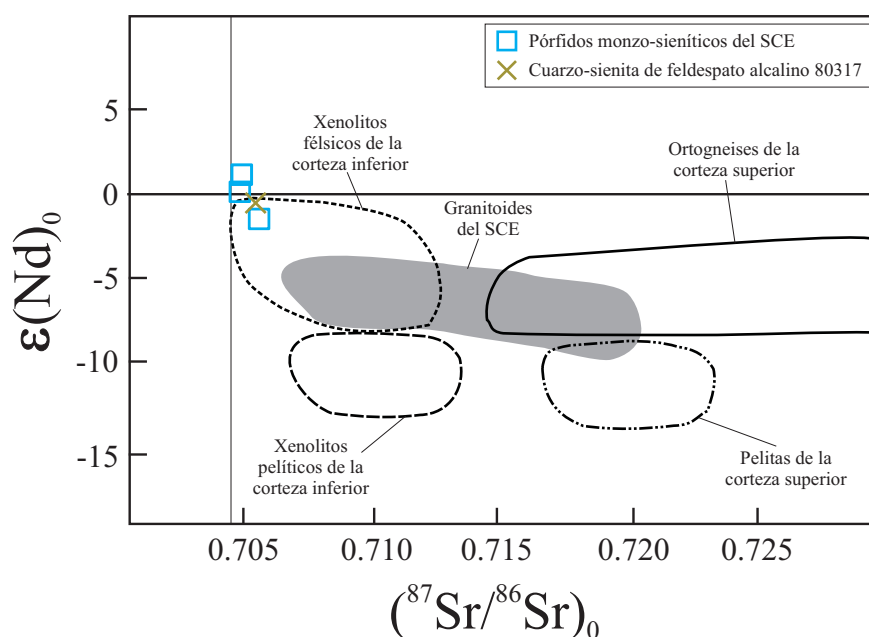 Pórfidos monzo-sieníticos del SCE
Cuarzo-sienita de feldespato alcalino 80317
Xenolitos
félsicos de la
corteza inferior
Ortogneises de la
corteza superior
Granitoides
del SCE
Xenolitos
pelíticos de la
corteza inferior
Pelitas de la
corteza superior
ε(Nd)₀
5
0
-5
-10
-15
0.705 0.710 0.715 0.720 0.725
(⁸⁷Sr/⁸⁶Sr)₀